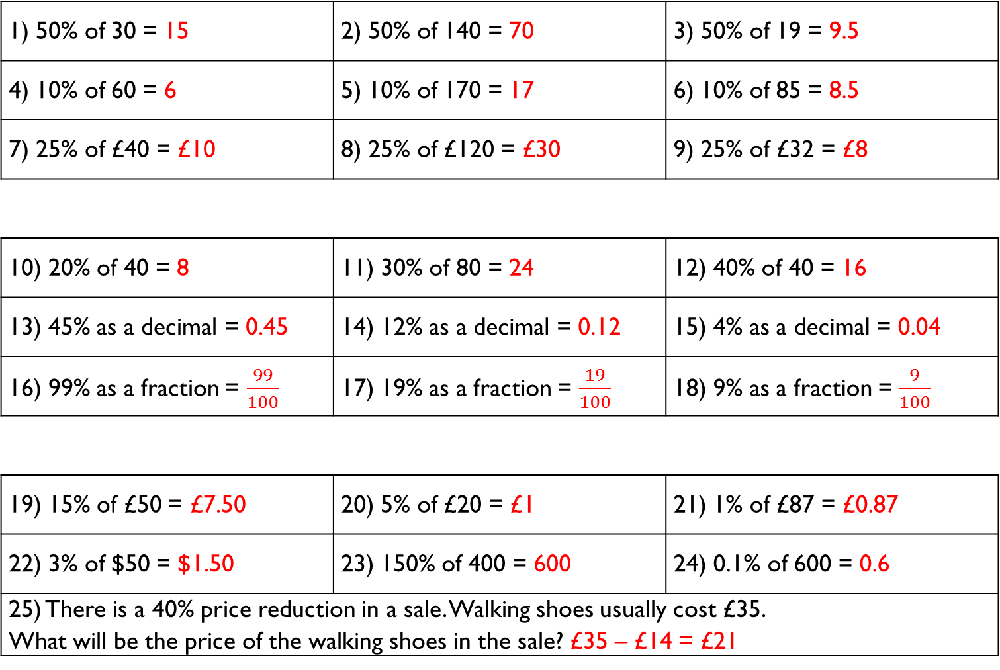 1) 50% of 30 = 15
2) 50% of 140 = 70
3) 50% of 19 = 9.5
4) 10% of 60 = 6
5) 10% of 170 = 17
6) 10% of 85 = 8.5
7) 25% of £40 = £10
8) 25% of £120 = £30
9) 25% of £32 = £8
10) 20% of 40 = 8
11) 30% of 80 = 24
12) 40% of 40 = 16
13) 45% as a decimal = 0.45
14) 12% as a decimal = 0.12
15) 4% as a decimal = 0.04
16) 99% as a fraction = 99/100
17) 19% as a fraction = 19/100
18) 9% as a fraction = 9/100
19) 15% of £50 = £7.50
20) 5% of £20 = £1
21) 1% of £87 = £0.87
22) 3% of $50 = $1.50
23) 150% of 400 = 600
24) 0.1% of 600 = 0.6
25) There is a 40% price reduction in a sale. Walking shoes usually cost £35.
What will be the price of the walking shoes in the sale? £35 – £14 = £21